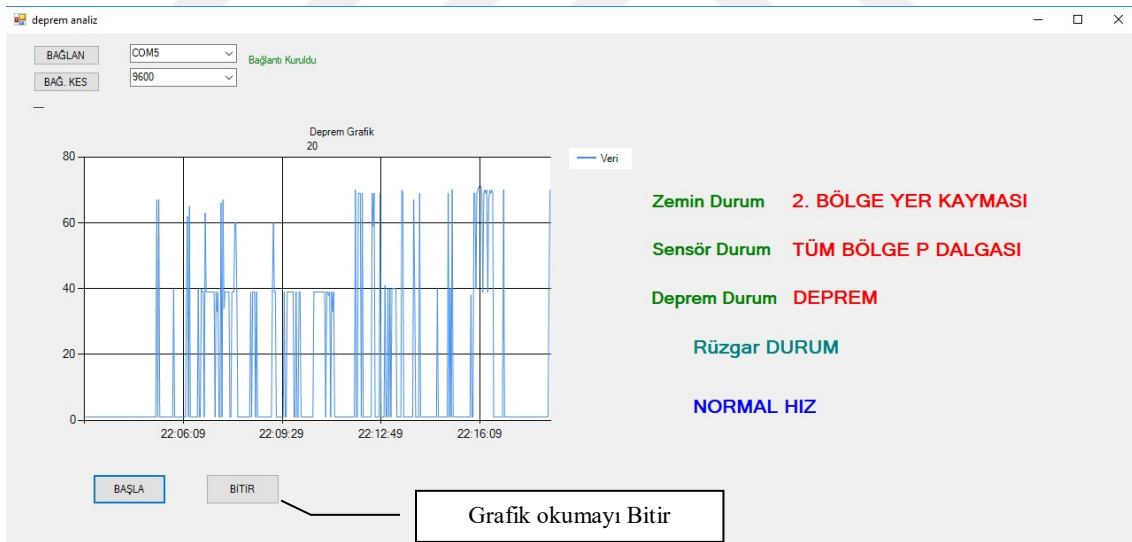 deprem analiz
BAĞLAN
COM5
Bağlantı Kuruldu
BAĞ. KES
9600
---
Deprem Grafik
20
Veri
80
60
40
20
0
22:06:09 22:09:29 22:12:49 22:16:09
Zemin Durum 2. BÖLGE YER KAYMASI
Sensör Durum TÜM BÖLGE P DALGASI
Deprem Durum DEPREM
Rüzgar DURUM
NORMAL HIZ
BAŞLA
BİTİR
Grafik okumayı Bitir